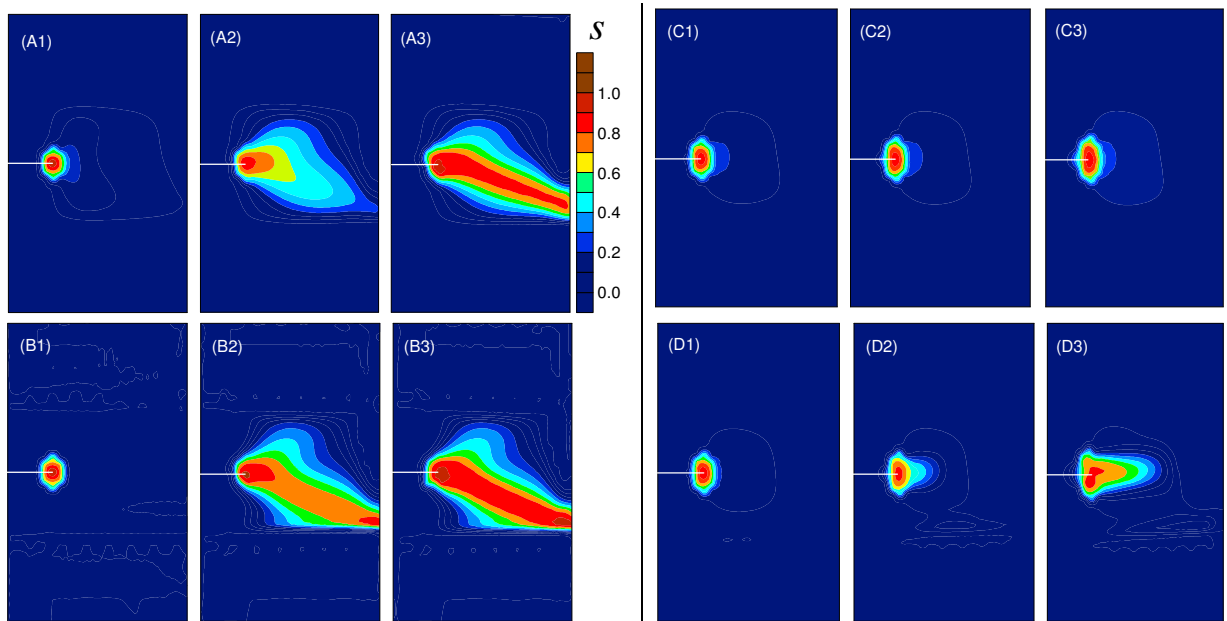 (A1)
(A2)
(A3)
S
1.0
0.8
0.6
0.4
0.2
0.0
(B1)
(B2)
(B3)
(C1)
(C2)
(C3)
(D1)
(D2)
(D3)